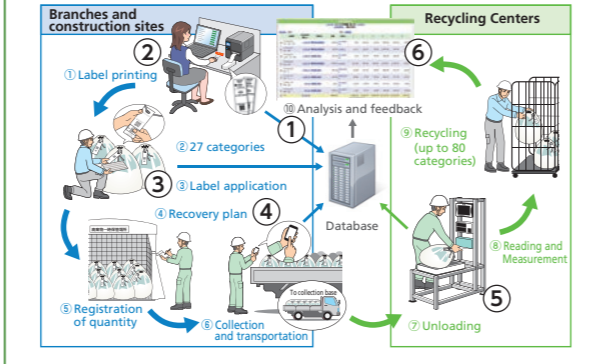 Branches and
construction sites
Recycling Centers
②
⑥
① Label printing
⑩ Analysis and feedback
①
② 27 categories
⑨ Recycling
(up to 80
categories)
③
③ Label application
④ Recovery plan
④
Database
⑧ Reading and
Measurement
To collection base
⑤
⑤ Registration
of quantity
⑥ Collection
and transportation
⑦ Unloading